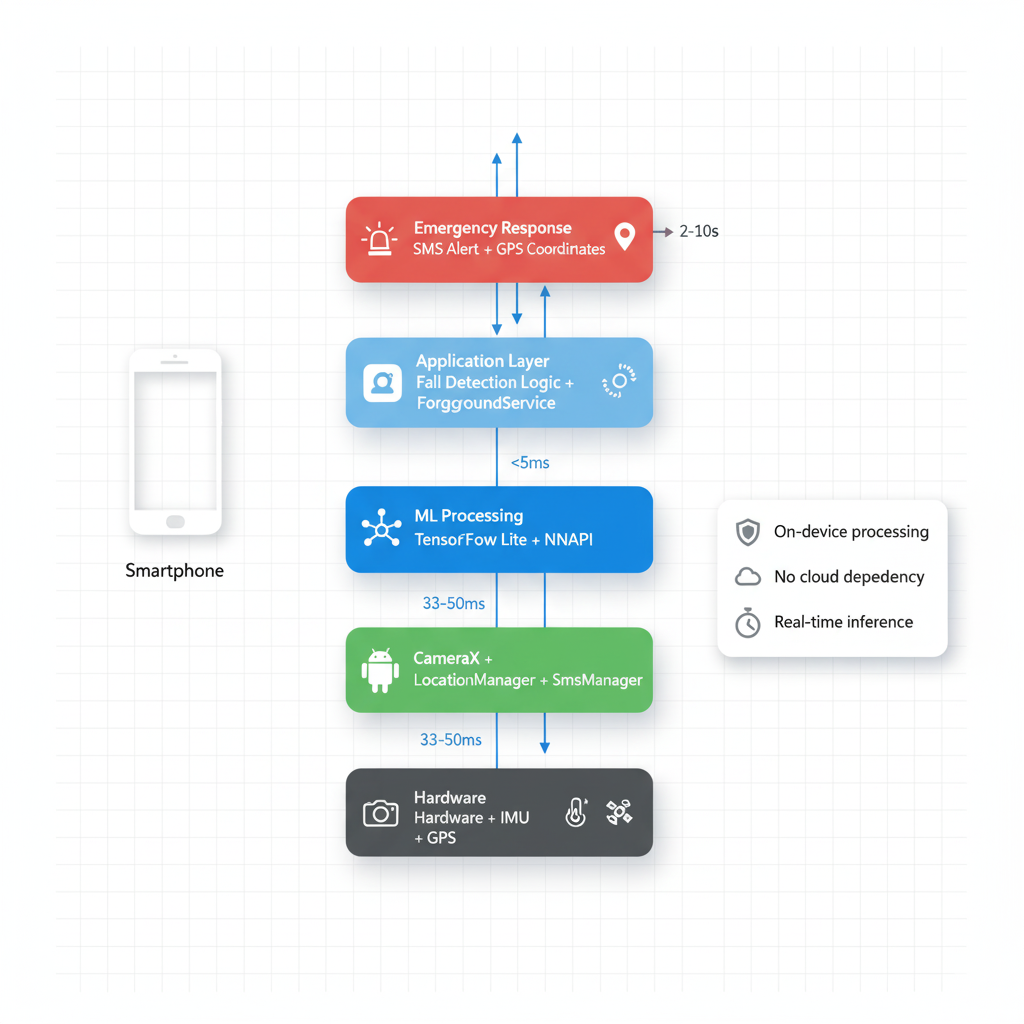 Emergency Response
SMS Alert + GPS Coordinates
2-10s
Application Layer
Fall Detection Logic +
ForggroundService
<5ms
ML Processing
TensorFFow Lite + NNAPI
33-50ms
CameraX +
LocationManager + SmsManager
33-50ms
Hardware
Hardware + IMU
+ GPS
Smartphone
On-device processing
No cloud depedency
Real-time inference